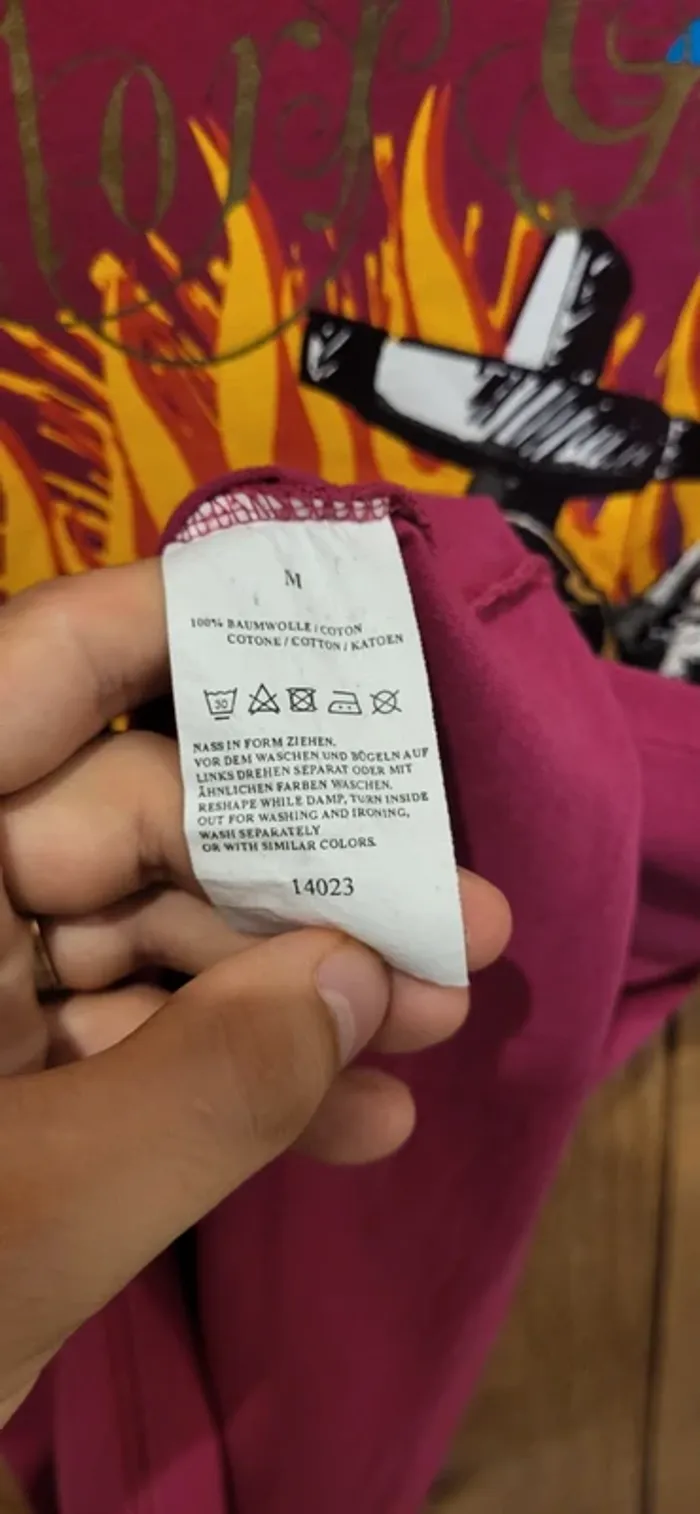 M
100% BAUMWOLLE / COTON
COTONE / COTTON / KATOEN
30
NASS IN FORM ZIEHEN.
VOR DEM WASCHEN UND BÜGELN AUF
LINKS DREHEN SEPARAT ODER MIT
ÄHNLICHEN FARBEN WASCHEN.
RESHAPE WHILE DAMP, TURN INSIDE
OUT FOR WASHING AND IRONING,
WASH SEPARATELY
OR WITH SIMILAR COLORS.
14023